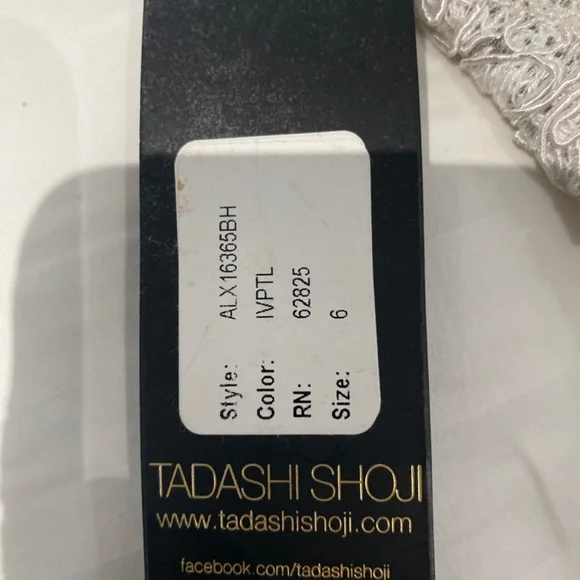 Style: ALX16365BH
Color: IVPTL
RN: 62825
Size: 6
TADASHI SHOJI
www.tadashishoji.com
facebook.com/tadashishoji